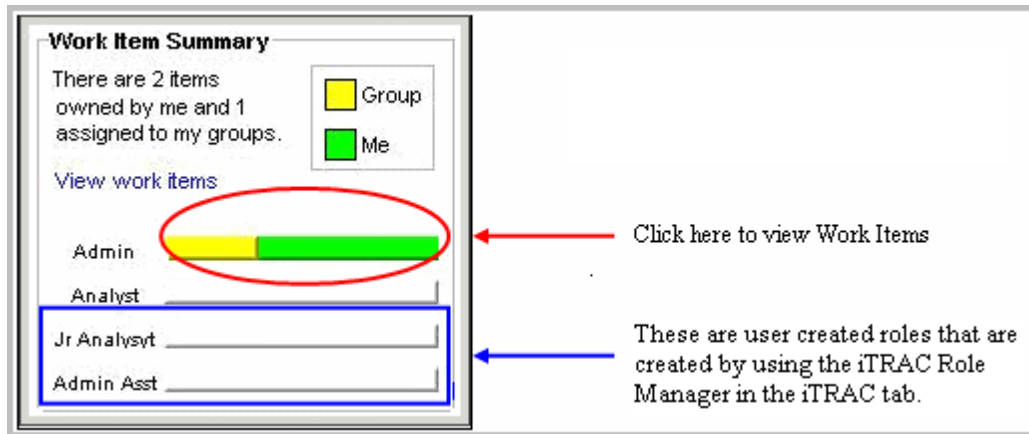 Work Item Summary
There are 2 items
owned by me and 1
assigned to my groups.
Group
Me
View work items
Admin
Click here to view Work Items
Analyst
Jr Analysyt
Admin Asst
These are user created roles that are
created by using the iTRAC Role
Manager in the iTRAC tab.